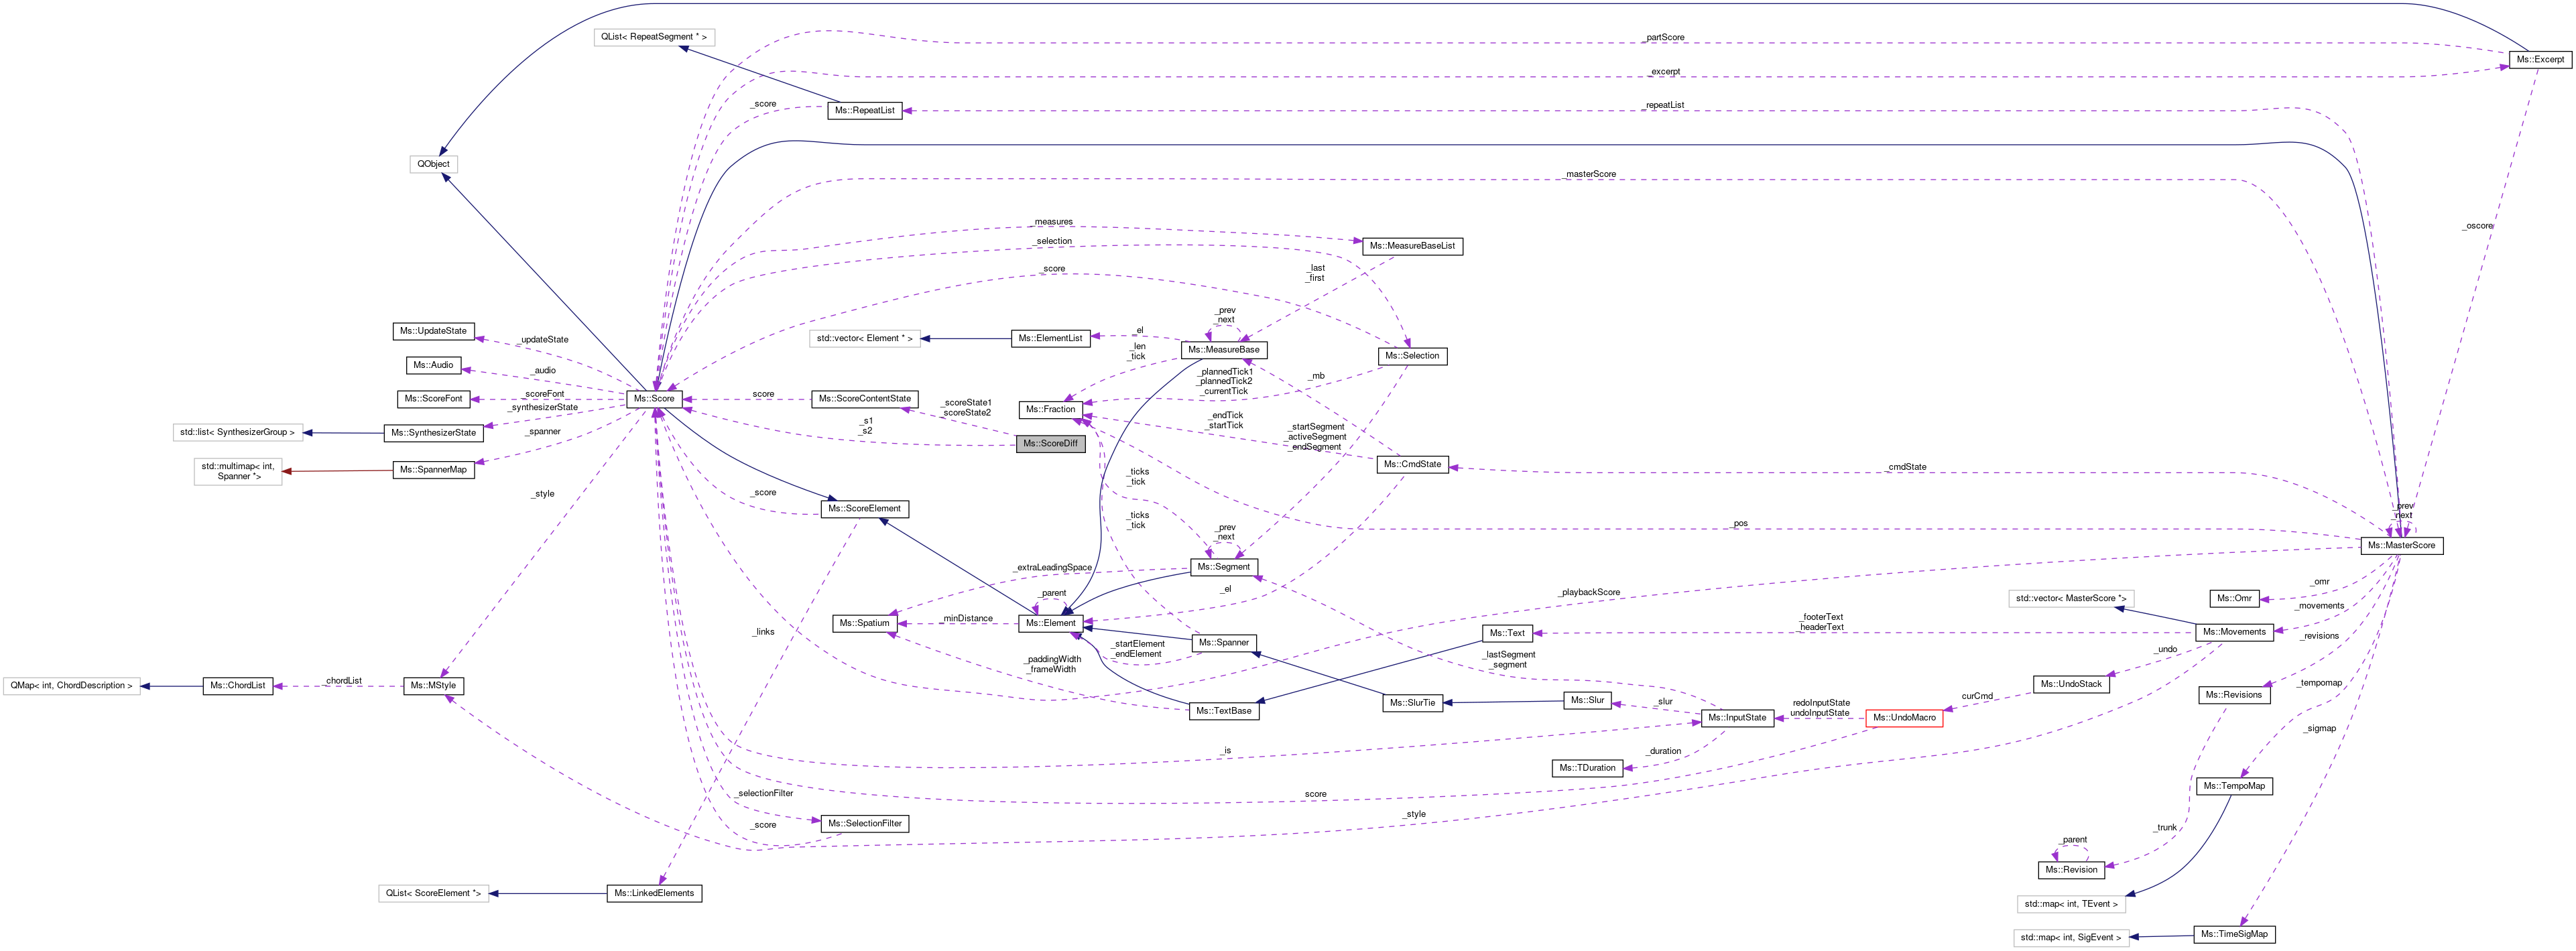 _partScore
QList< RepeatSegment * >
Ms::Excerpt
_excerpt
_score
_repeatList
Ms::RepeatList
QObject
_masterScore
_oscore
_measures
_selection
Ms::MeasureBaseList
_score
_last
_first
_prev
_next
Ms::UpdateState
_updateState
std::vector< Element * >
Ms::ElementList
_el
Ms::MeasureBase
Ms::Selection
_len
_tick
Ms::Audio
_audio
_plannedTick1
_plannedTick2
_currentTick
_mb
Ms::ScoreFont
_scoreFont
Ms::Score
score
Ms::ScoreContentState
_scoreState1
scoreState2
Ms::Fraction
_synthesizerState
_endTick
_startTick
_s1
_s2
std::list< SynthesizerGroup >
Ms::SynthesizerState
_spanner
Ms::ScoreDiff
_startSegment
_activeSegment
_endSegment
std::multimap< int,
Spanner *>
Ms::SpannerMap
Ms::CmdState
_cmdState
_ticks
_tick
_style
_score
Ms::ScoreElement
_ticks
_tick
_prev
_next
_pos
_prev
_next
Ms::MasterScore
_extraLeadingSpace
Ms::Segment
_parent
_el
_playbackScore
_omr
std::vector< MasterScore *>
Ms::Omr
_movements
Ms::Spatium
_minDistance
Ms::Element
_footerText
_headerText
Ms::Text
Ms::Movements
_links
_startElement
_endElement
Ms::Spanner
_revisions
_paddingWidth
_frameWidth
_lastSegment
_segment
_undo
QMap< int, ChordDescription >
Ms::ChordList
_chordList
Ms::MStyle
Ms::UndoStack
_tempomap
Ms::Revisions
Ms::TextBase
Ms::SlurTie
Ms::Slur
_slur
Ms::InputState
redoInputState
undoInputState
curCmd
Ms::UndoMacro
_is
_duration
_sigmap
Ms::TDuration
_selectionFilter
score
Ms::TempoMap
_score
Ms::SelectionFilter
_style
_trunk
_parent
Ms::Revision
QList< ScoreElement *>
Ms::LinkedElements
std::map< int, TEvent >
std::map< int, SigEvent >
Ms::TimeSigMap